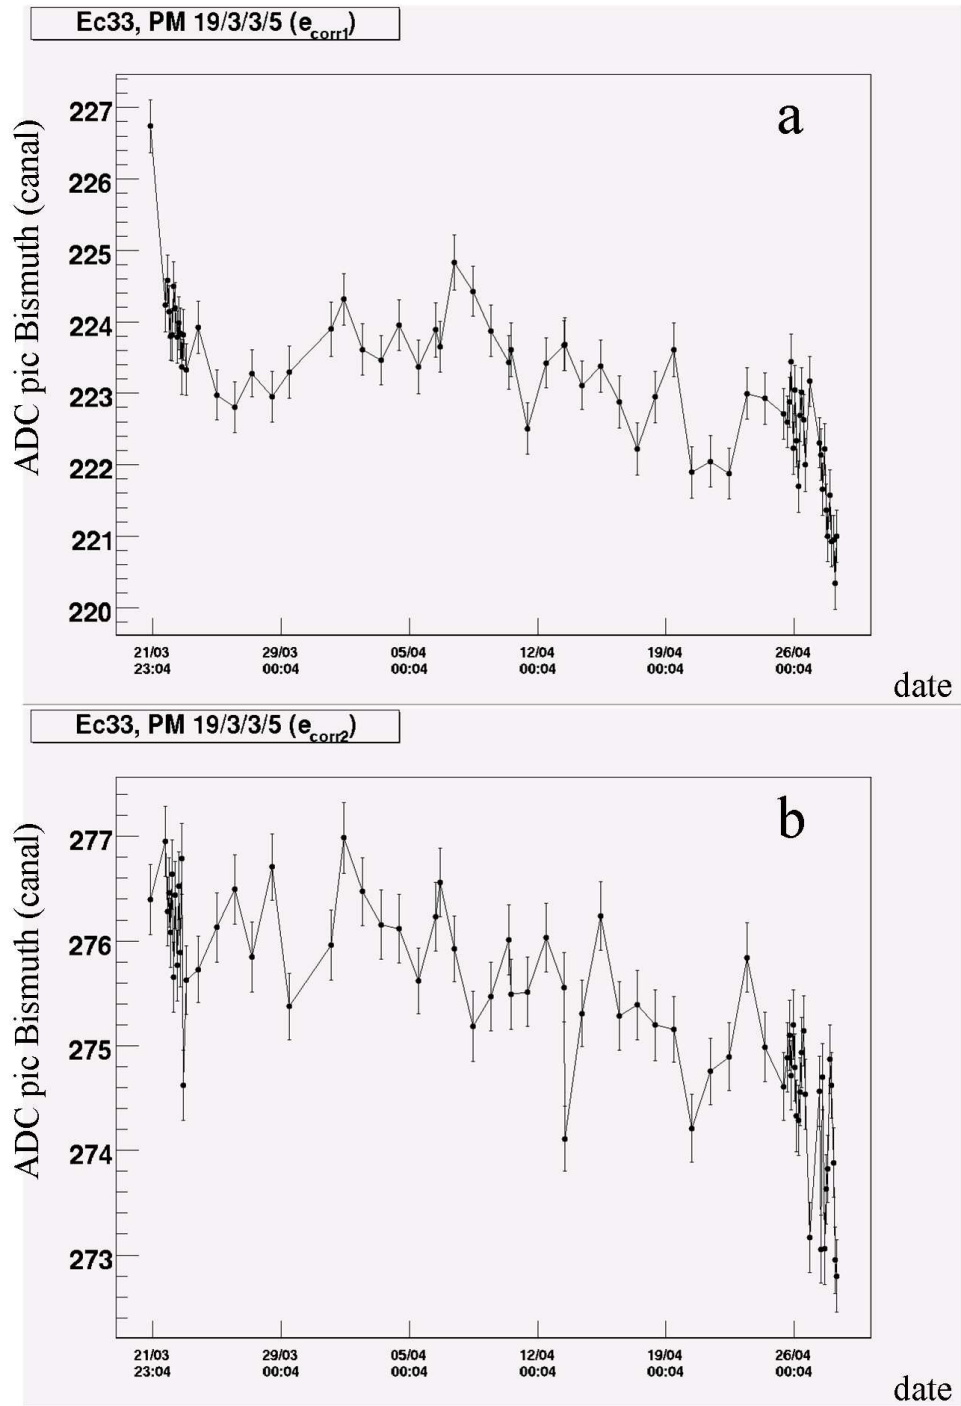 Ec33, PM 19/3/3/5 (ecorr1)
a
ADC pic Bismuth (canal)
227
226
225
224
223
222
221
220
21/03 29/03 05/04 12/04 19/04 26/04
23:04 00:04 00:04 00:04 00:04 00:04
date
Ec33, PM 19/3/3/5 (ecorr2)
b
ADC pic Bismuth (canal)
277
276
275
274
273
21/03 29/03 05/04 12/04 19/04 26/04
23:04 00:04 00:04 00:04 00:04 00:04
date